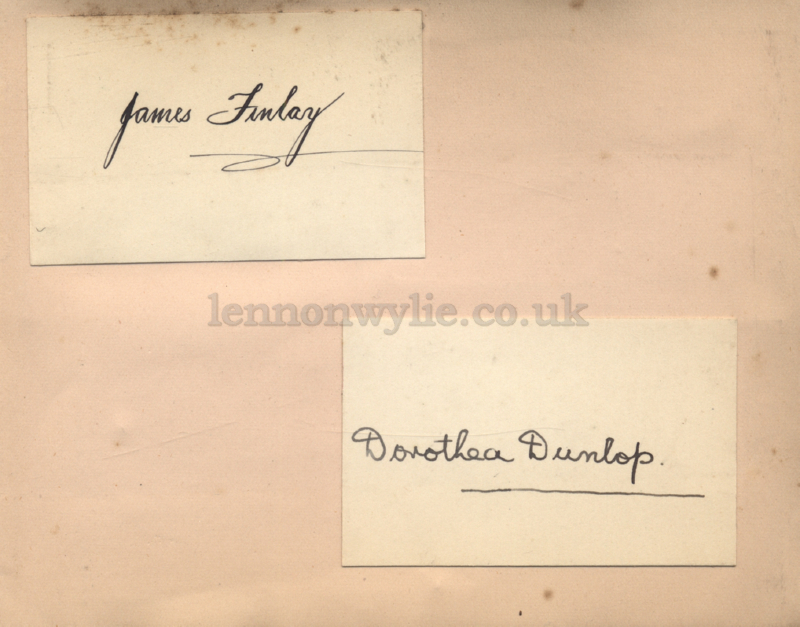 James Finlay
lennonwylie.co.uk
Dorothea Dunlop.